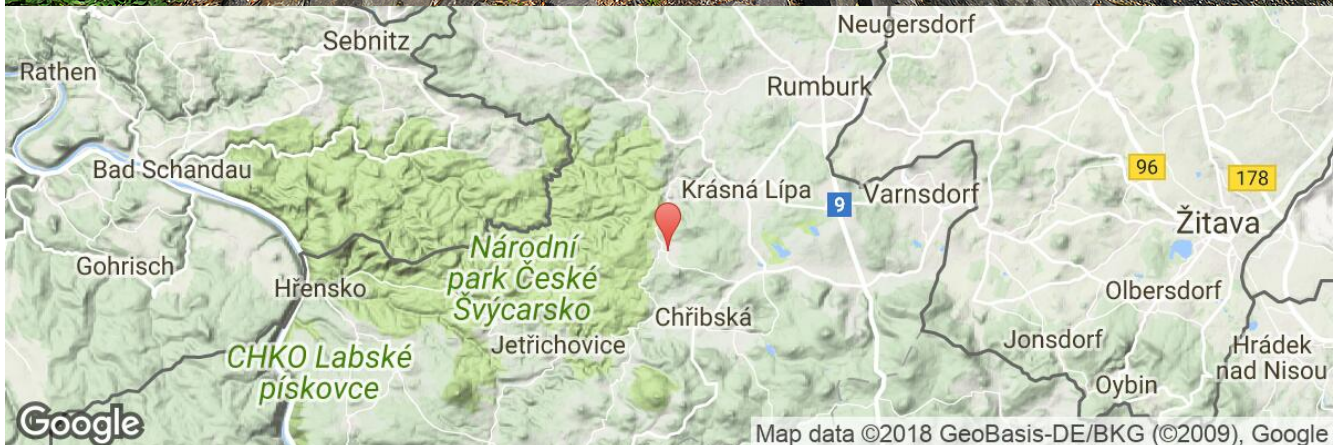 Neugersdorf
Sebnitz
Rathen
Rumburk
Bad Schandau
96
178
Krásná Lípa
9
Varnsdorf
Žitava
Národní
park České
Švýcarsko
Gohrisch
Hřensko
Olbersdorf
Chřibská
Jetřichovice
Jonsdorf
Hrádek
nad Nisou
CHKO Labské
pískovce
Oybin
Google
Map data ©2018 GeoBasis-DE/BKG (©2009), Google